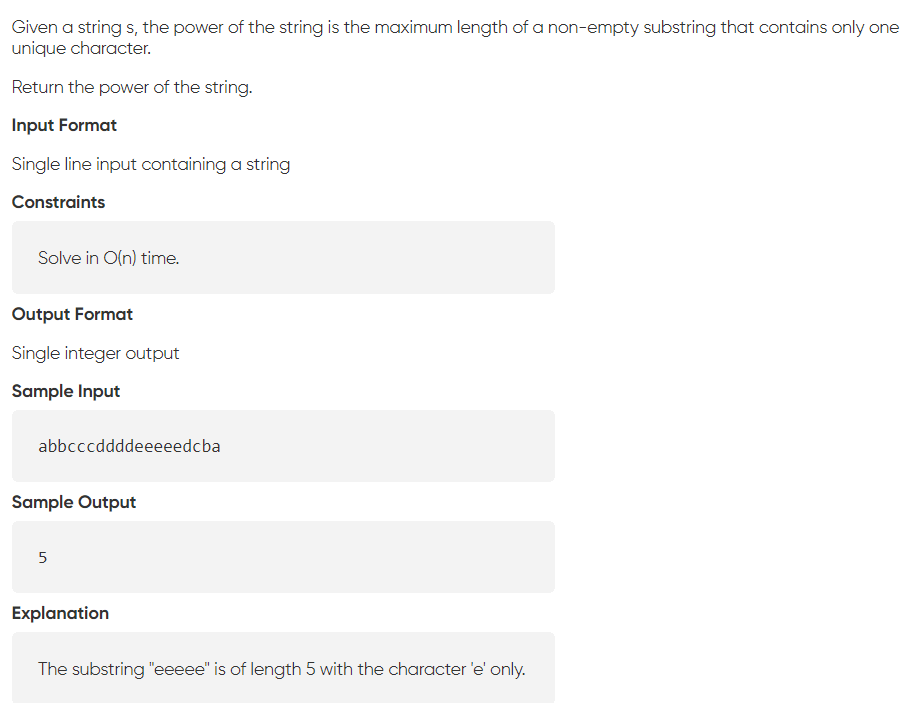 Given a string s, the power of the string is the maximum length of a non-empty substring that contains only one
unique character.
Return the power of the string.
Input Format
Single line input containing a string
Constraints
Solve in O(n) time.
Output Format
Single integer output
Sample Input
abbcccddddeeeeedcba
Sample Output
5
Explanation
The substring "eeeee" is of length 5 with the character 'e' only.